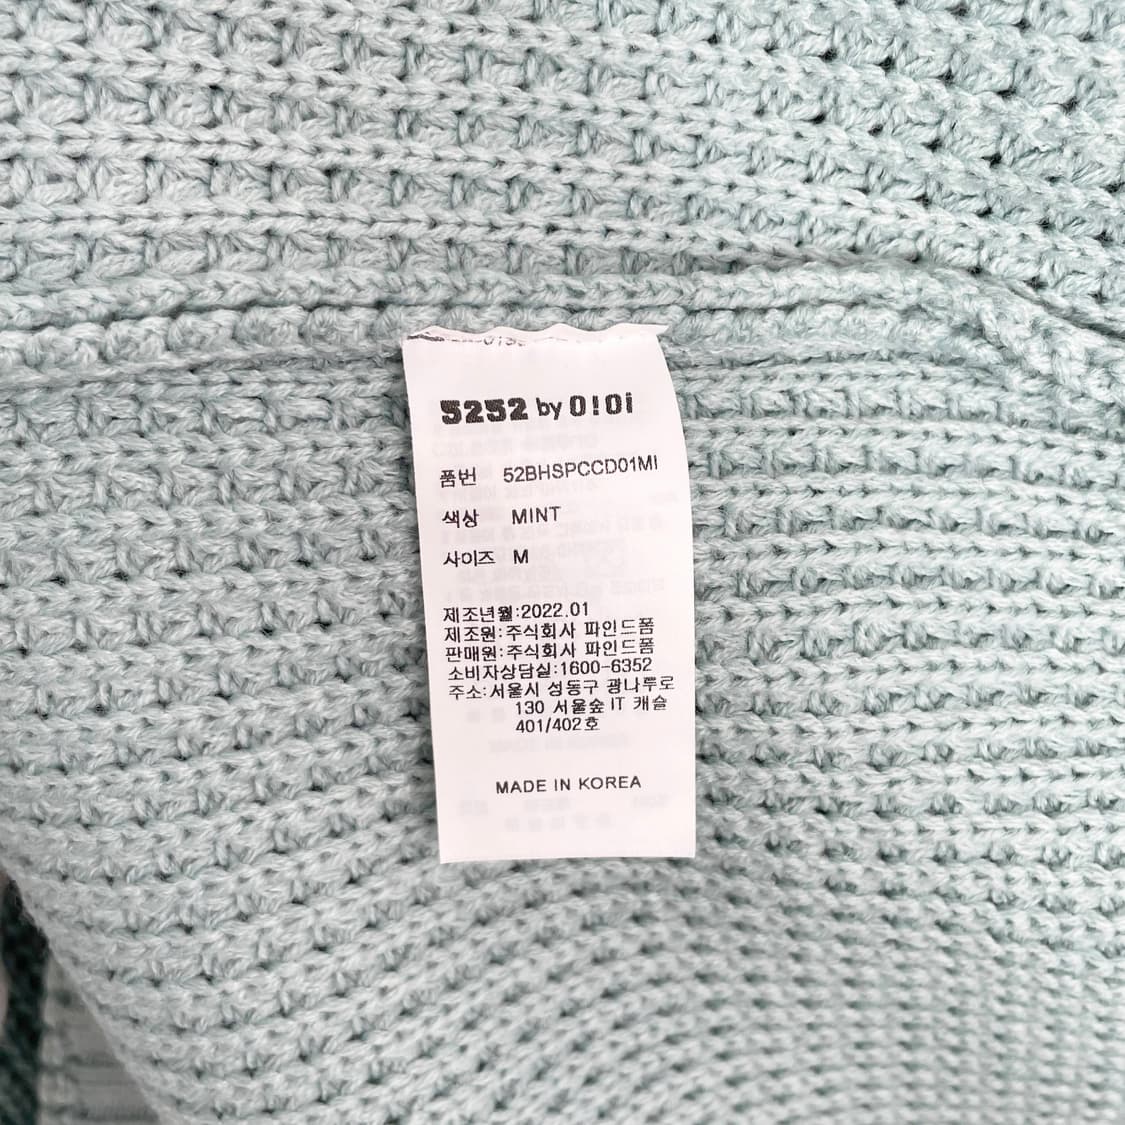 5252 by O!Oi
품번 52BHSPCCD01MI
색상 MINT
사이즈 M
제조년월:2022.01
제조원:주식회사 파인드폼
판매원:주식회사 파인드폼
소비자상담실:1600-6352
주소:서울시 성동구 광나루로
130 서울숲 IT 캐슬
401/402호
MADE IN KOREA